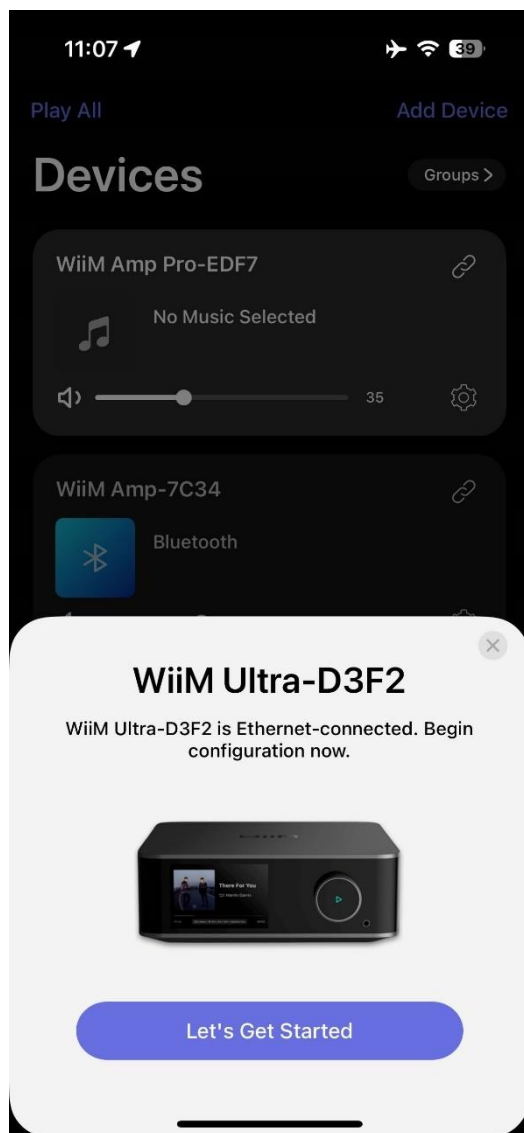 11:07
39
Play All
Add Device
Devices
Groups >
WiiM Amp Pro-EDF7
No Music Selected
35
WiiM Amp-7C34
Bluetooth
WiiM Ultra-D3F2
WiiM Ultra-D3F2 is Ethernet-connected. Begin
configuration now.
There For You
Let's Get Started